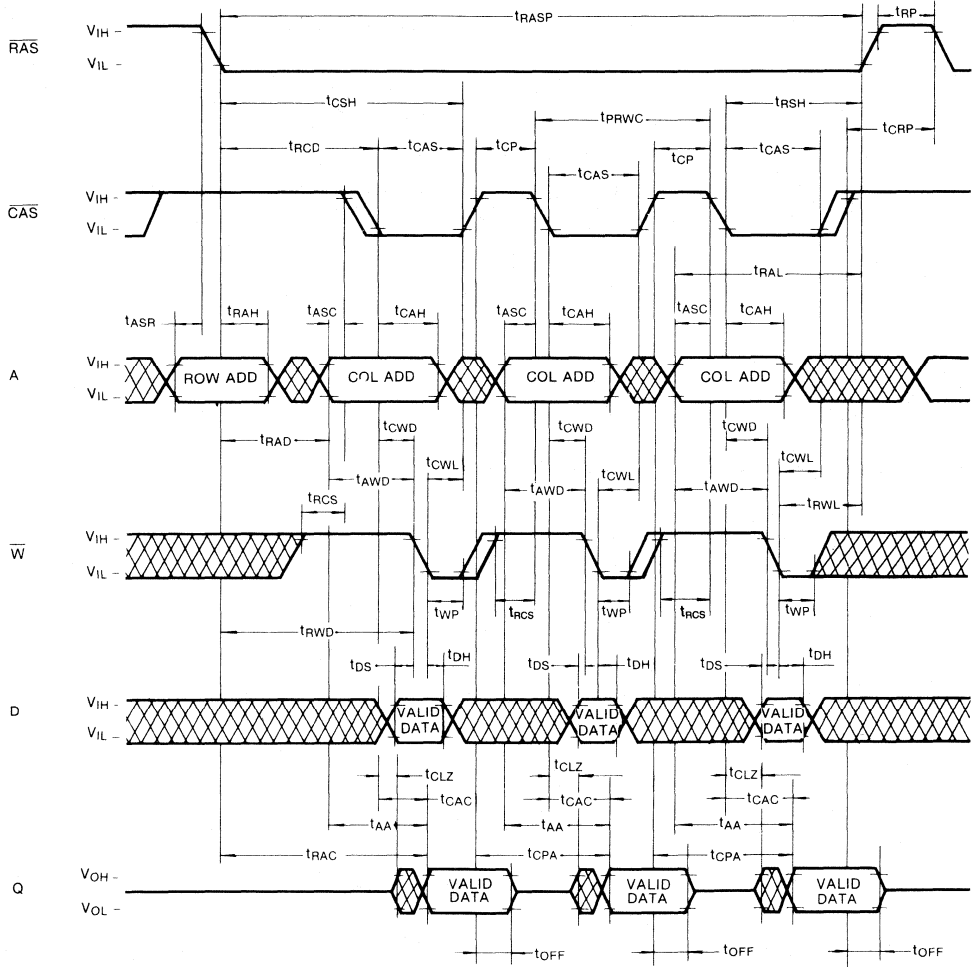 tRASP
tRP
RAS
VIH
VIL
tCSH
tRSH
tPRWC
tCRP
tRCD
tCAS
tCP
tCAS
tCP
tCAS
CAS
VIH
VIL
tRAL
tASR
tRAH
tASC
tCAH
tASC
tCAH
tASC
tCAH
A
VIH
VIL
ROW ADD
COL ADD
COL ADD
COL ADD
tRAD
tCWD
tCWD
tCWD
tCWL
tCWL
tCWL
tAWD
tAWD
tAWD
tRCS
tRWL
W
VIH
VIL
tWP
tRCS
tWP
tRCS
tWP
tRWD
tDS
tDH
tDS
tDH
tDS
tDH
D
VIH
VIL
VALID DATA
VALID DATA
VALID DATA
tCLZ
tCLZ
tCLZ
tCAC
tCAC
tCAC
tAA
tAA
tAA
tRAC
tCPA
tCPA
Q
VOH
VOL
VALID DATA
VALID DATA
VALID DATA
tOFF
tOFF
tOFF